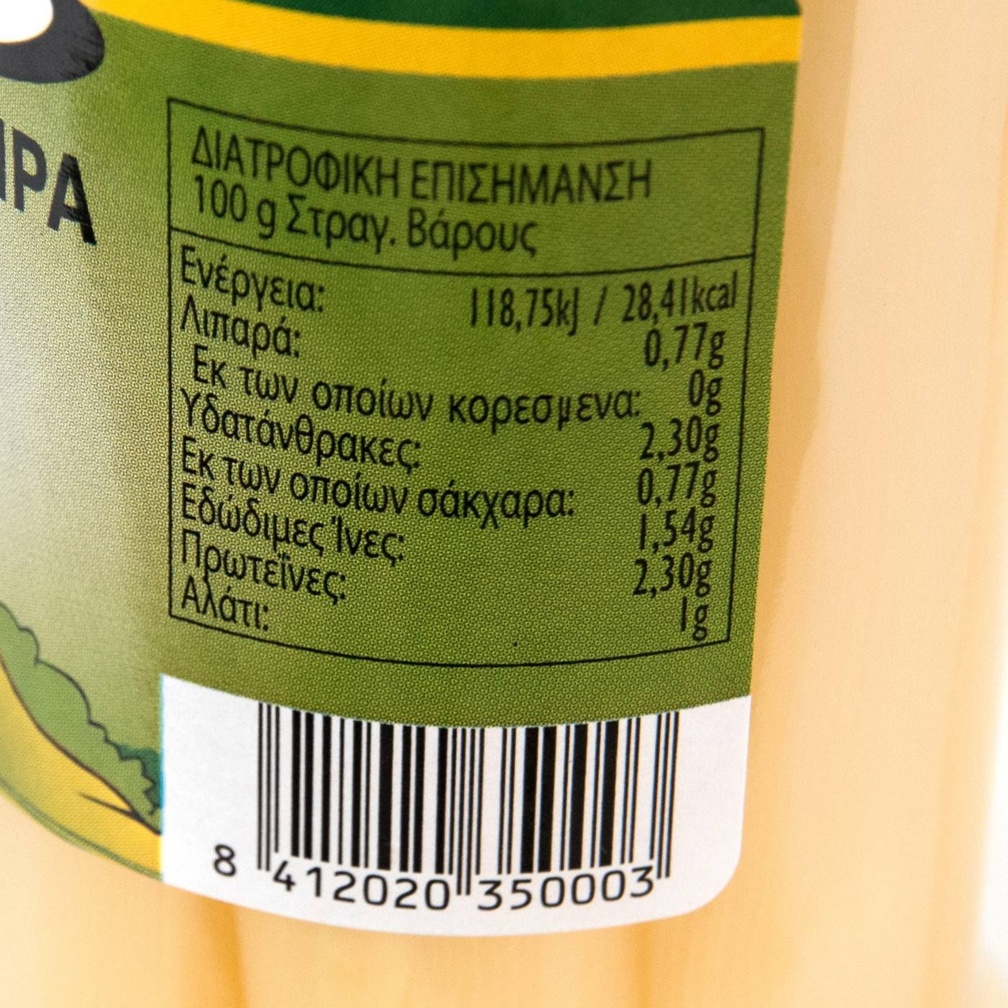 ΔΙΑΤΡΟΦΙΚΗ ΕΠΙΣΗΜΑΝΣΗ
100 g Στραγ. Βάρους
Ενέργεια: 118,75kJ / 28,41kcal
Λιπαρά: 0,77g
Εκ των οποίων κορεσμενα: 0g
Υδατάνθρακες: 2,30g
Εκ των οποίων σάκχαρα: 0,77g
Εδώδιμες Ίνες: 1,54g
Πρωτεΐνες: 2,30g
Αλάτι: 1g
8 412020 350003